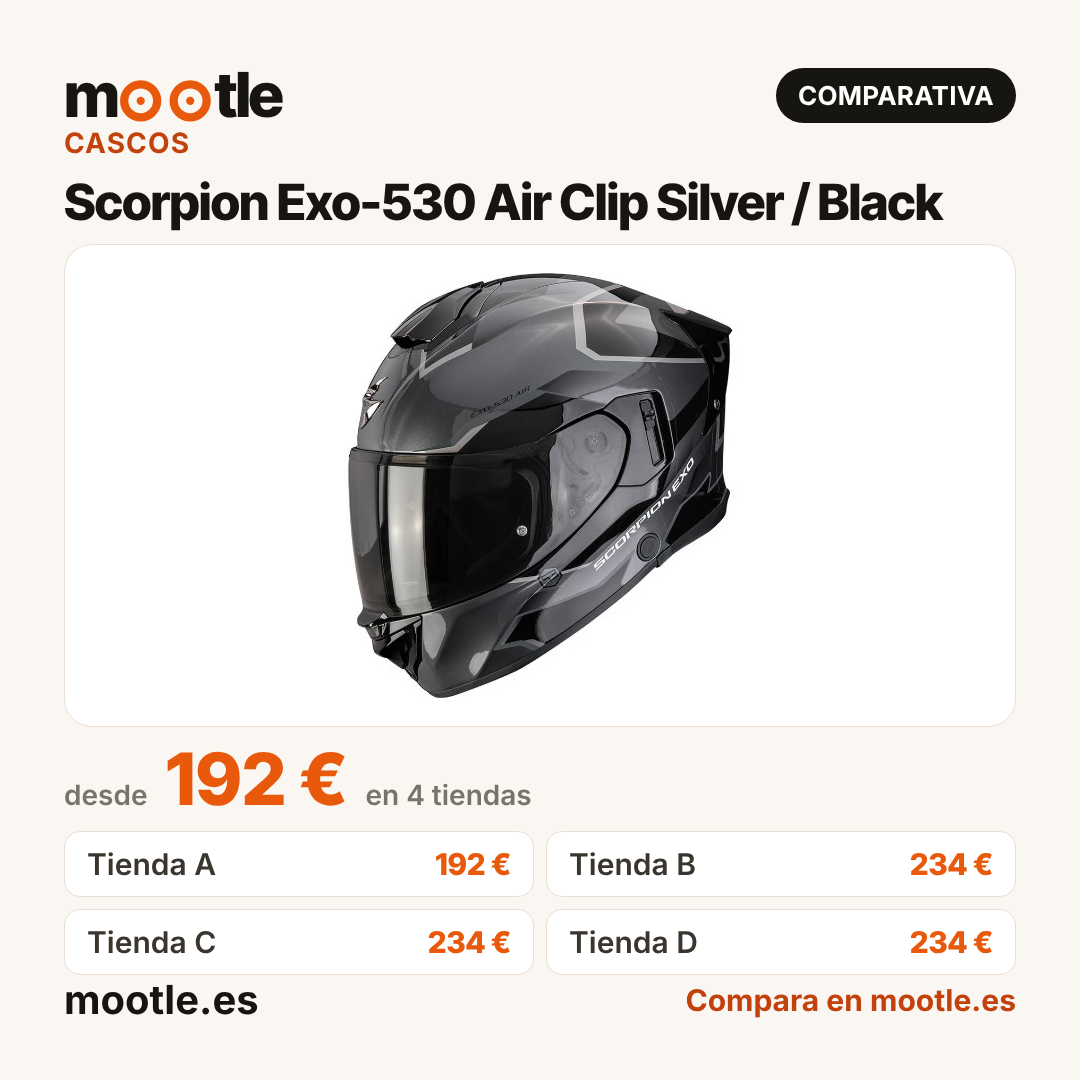 mootle
COMPARATIVA
CASCOS
Scorpion Exo-530 Air Clip Silver / Black
EXO-530 AIR
SCORPION EXO
desde 192 € en 4 tiendas
Tienda A 192 €
Tienda B 234 €
Tienda C 234 €
Tienda D 234 €
mootle.es
Compara en mootle.es